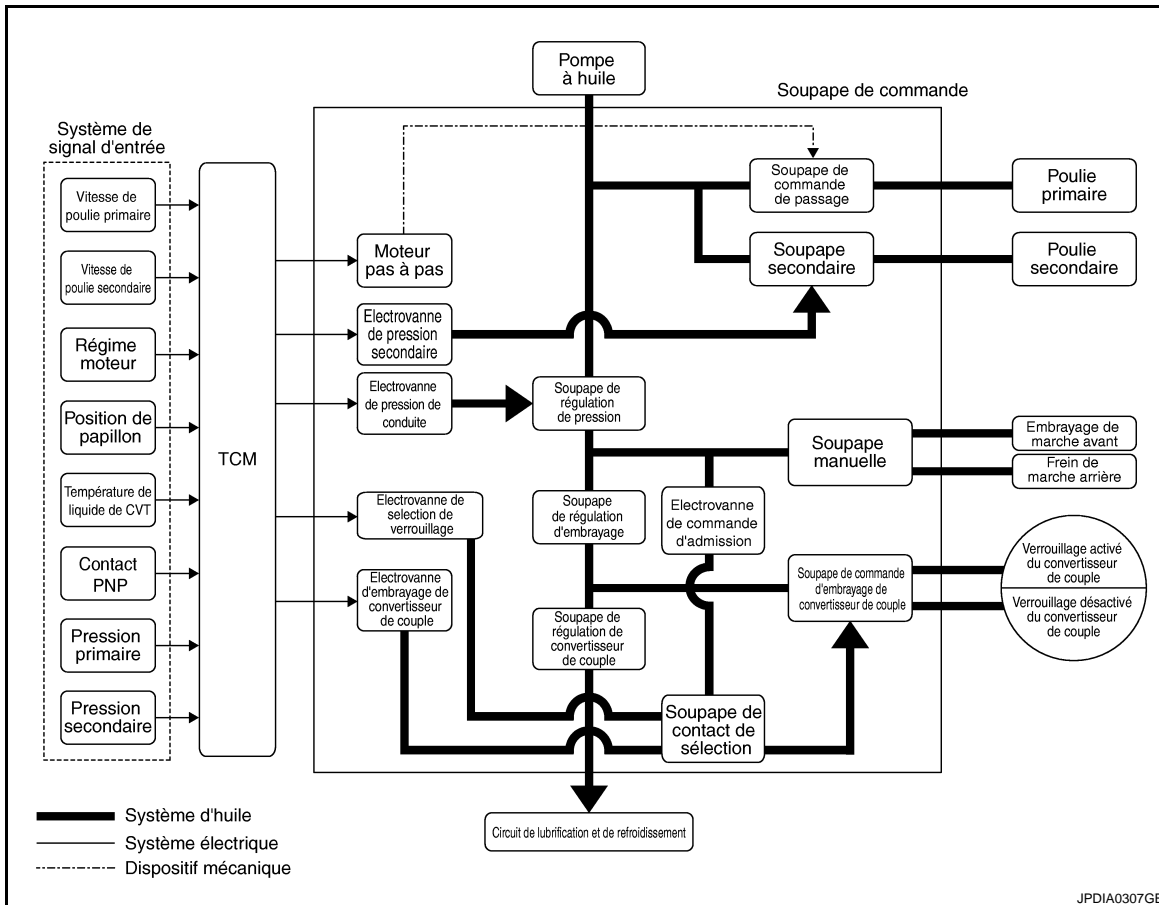 Pompe
à huile
Soupape de commande
Système de
signal d'entrée
Vitesse de
poulie primaire
Vitesse de
poulie secondaire
Régime
moteur
Position de
papillon
Température de
liquide de CVT
Contact
PNP
Pression
primaire
Pression
secondaire
TCM
Moteur
pas à pas
Electrovanne
de pression
secondaire
Electrovanne
de pression de
conduite
Electrovanne de
selection de
verrouillage
Electrovanne
d'embrayage de
convertisseur
de couple
Soupape de
régulation
de pression
Soupape
de régulation
d'embrayage
Soupape de
régulation de
convertisseur
de couple
Electrovanne
de commande
d'admission
Soupape de
contact de
sélection
Soupape de
commande
de passage
Soupape
secondaire
Soupape
manuelle
Soupape de commande
d'embrayage de
convertisseur de couple
Poulie
primaire
Poulie
secondaire
Embrayage de
marche avant
Frein de
marche arrière
Verrouillage activé
du convertisseur
de couple
Verrouillage désactivé
du convertisseur
de couple
Circuit de lubrification et de refroidissement
Système d'huile
Système électrique
Dispositif mécanique
JPDIA0307GB